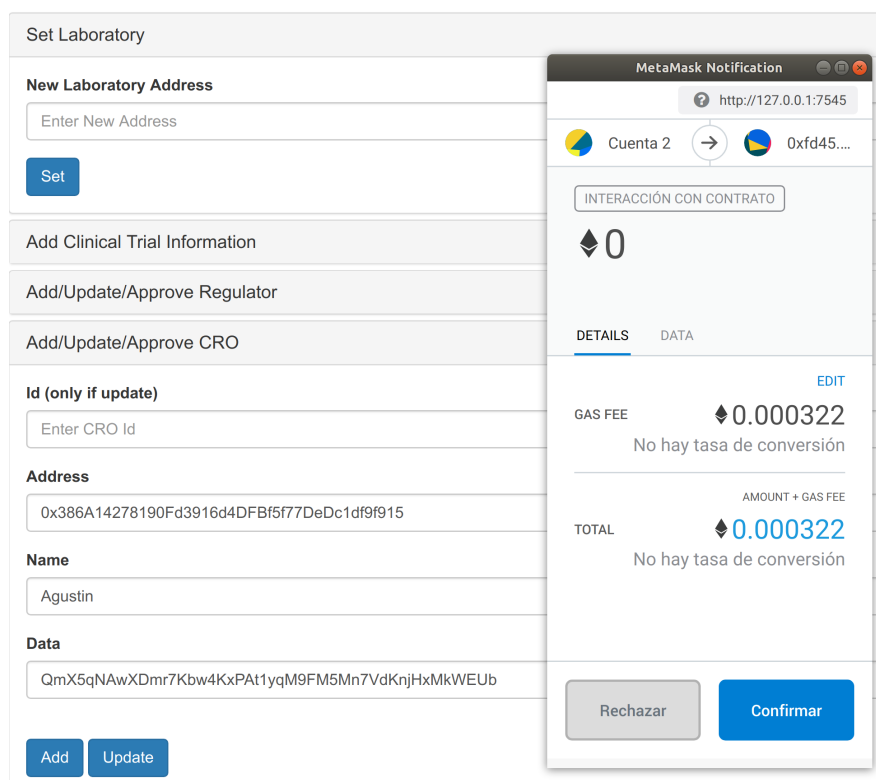 Set Laboratory
New Laboratory Address
Enter New Address
Set
Add Clinical Trial Information
Add/Update/Approve Regulator
Add/Update/Approve CRO
Id (only if update)
Enter CRO Id
Address
0x386A14278190Fd3916d4DFBf5f77DeDc1df9f915
Name
Agustin
Data
QmX5qNAwXDmr7Kbw4KxPAt1yqM9FM5Mn7VdKnjHxMkWEUb
Add Update
MetaMask Notification
? http://127.0.0.1:7545
Cuenta 2 0xfd45....
INTERACCIÓN CON CONTRATO
0
DETAILS DATA
EDIT
GAS FEE 0.000322
No hay tasa de conversión
AMOUNT + GAS FEE
TOTAL 0.000322
No hay tasa de conversión
Rechazar Confirmar